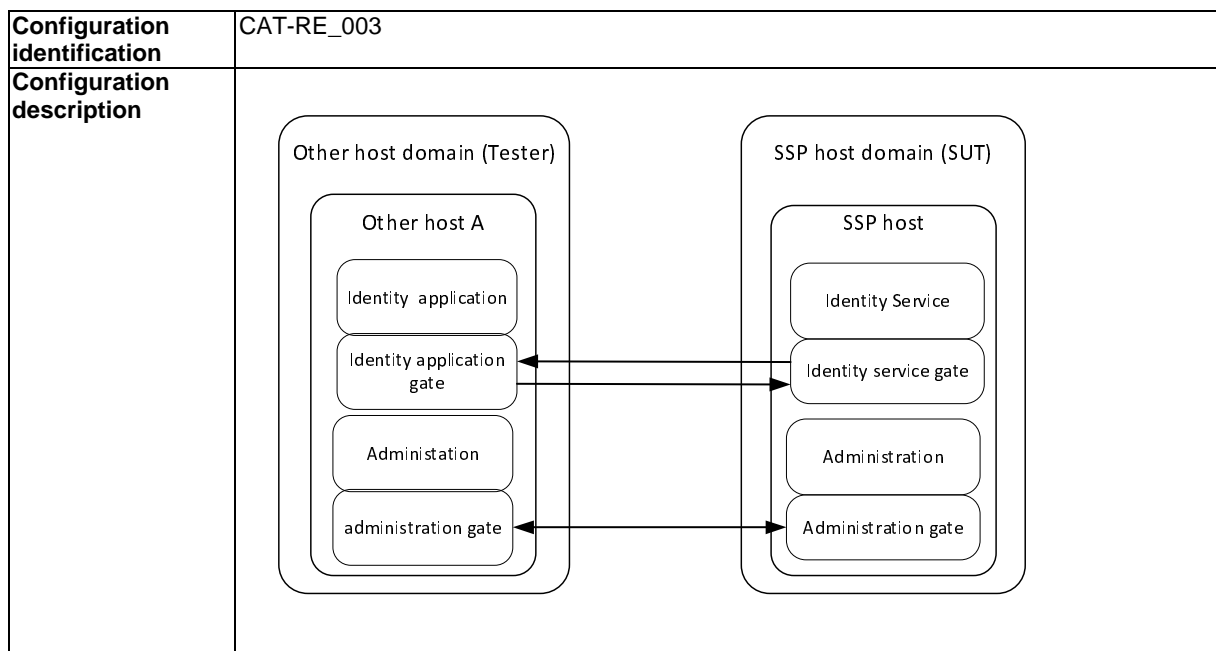 Configuration
identification
CAT-RE_003
Configuration
description
Other host domain (Tester)
Other host A
Identity application
Identity application
gate
Administation
administration gate
SSP host domain (SUT)
SSP host
Identity Service
Identity service gate
Administration
Administration gate